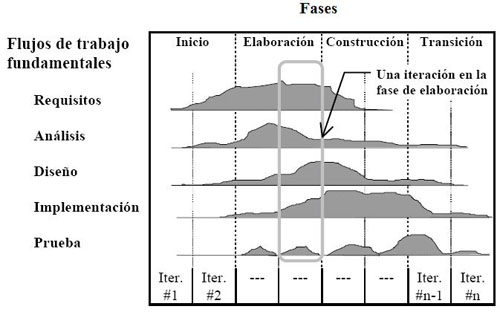 Fases
Flujos de trabajo
fundamentales
Inicio Elaboración Construcción Transición
Una iteración en la
fase de elaboración
Requisitos
Análisis
Diseño
Implementación
Prueba
Iter. Iter. --- --- --- --- Iter. Iter.
#1 #2 #n-1 #n